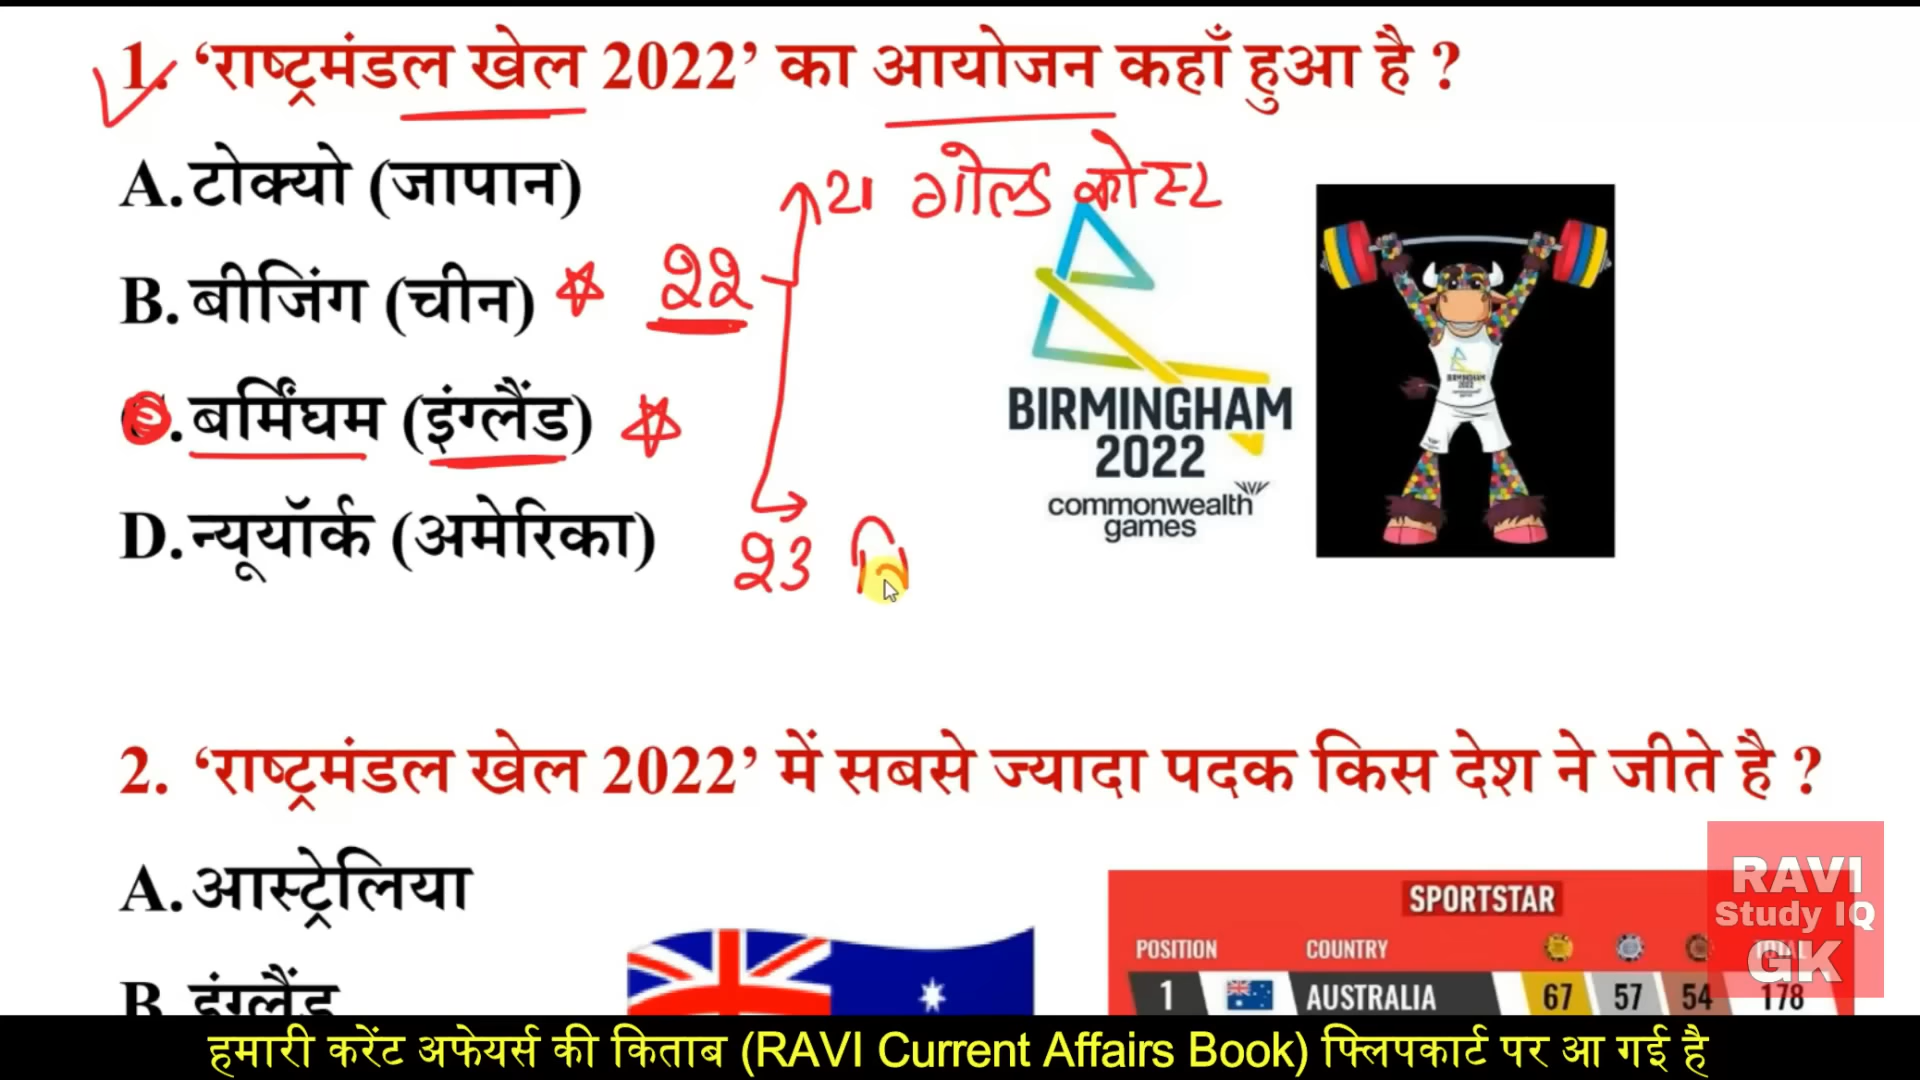 1. ‘राष्ट्रमंडल खेल 2022’ का आयोजन कहाँ हुआ है ?
A. टोक्यो (जापान)
21 गोल्ड कोस्ट
B. बीजिंग (चीन)
22
C. बर्मिंघम (इंग्लैंड)
BIRMINGHAM
2022
commonwealth
games
D. न्यूयॉर्क (अमेरिका)
23
2. ‘राष्ट्रमंडल खेल 2022’ में सबसे ज्यादा पदक किस देश ने जीते है ?
A. आस्ट्रेलिया
B. इंग्लैंड
SPORTSTAR
POSITION COUNTRY TOTAL
1 AUSTRALIA 67 57 54 178
RAVI
Study IQ
GK
हमारी करेंट अफेयर्स की किताब (RAVI Current Affairs Book) फ्लिपकार्ट पर आ गई है